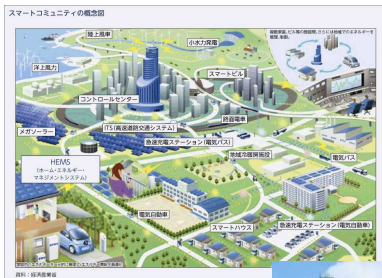 スマートコミュニティの概念図
陸上風車
小水力発電
洋上風力
スマートビル
コントロールセンター
路面電車
メガソーラー
ITS(高速道路交通システム)
急速充電ステーション(電気バス)
HEMS
(ホーム・エネルギー・
マネジメントシステム)
地域冷暖房施設
電気バス
電気自動車
スマートハウス
急速充電ステーション(電気自動車)
資料:経済産業省